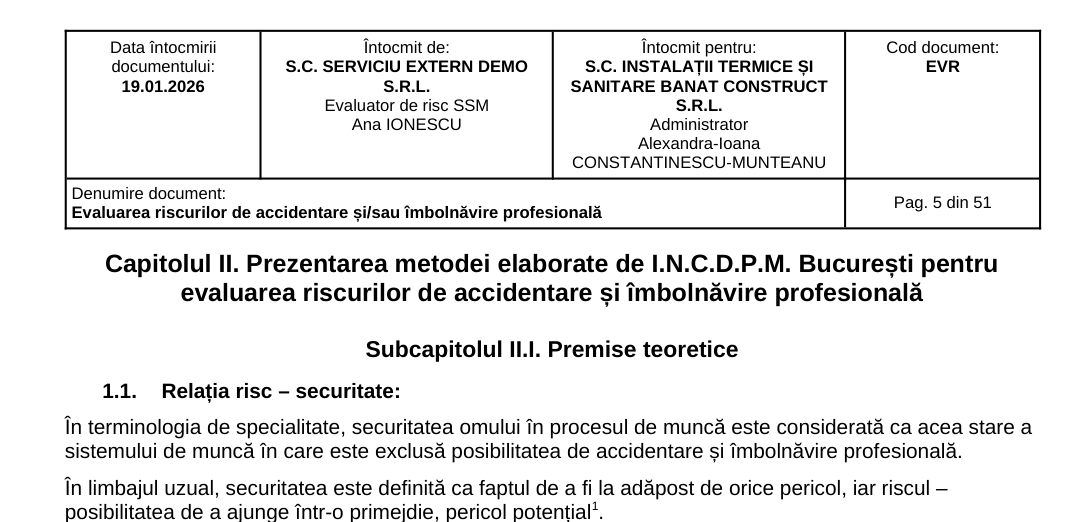 Data întocmirii
documentului:
19.01.2026
Întocmit de:
S.C. SERVICIU EXTERN DEMO
S.R.L.
Evaluator de risc SSM
Ana IONESCU
Întocmit pentru:
S.C. INSTALAȚII TERMICE ȘI
SANITARE BANAT CONSTRUCT
S.R.L.
Administrator
Alexandra-Ioana
CONSTANTINESCU-MUNTEANU
Cod document:
EVR
Denumire document:
Evaluarea riscurilor de accidentare și/sau îmbolnăvire profesională
Pag. 5 din 51
Capitolul II. Prezentarea metodei elaborate de I.N.C.D.P.M. București pentru
evaluarea riscurilor de accidentare și îmbolnăvire profesională
Subcapitolul II.I. Premise teoretice
1.1. Relația risc – securitate:
În terminologia de specialitate, securitatea omului în procesul de muncă este considerată ca acea stare a
sistemului de muncă în care este exclusă posibilitatea de accidentare și îmbolnăvire profesională.
În limbajul uzual, securitatea este definită ca faptul de a fi la adăpost de orice pericol, iar riscul –
posibilitatea de a ajunge într-o primejdie, pericol potențial¹.